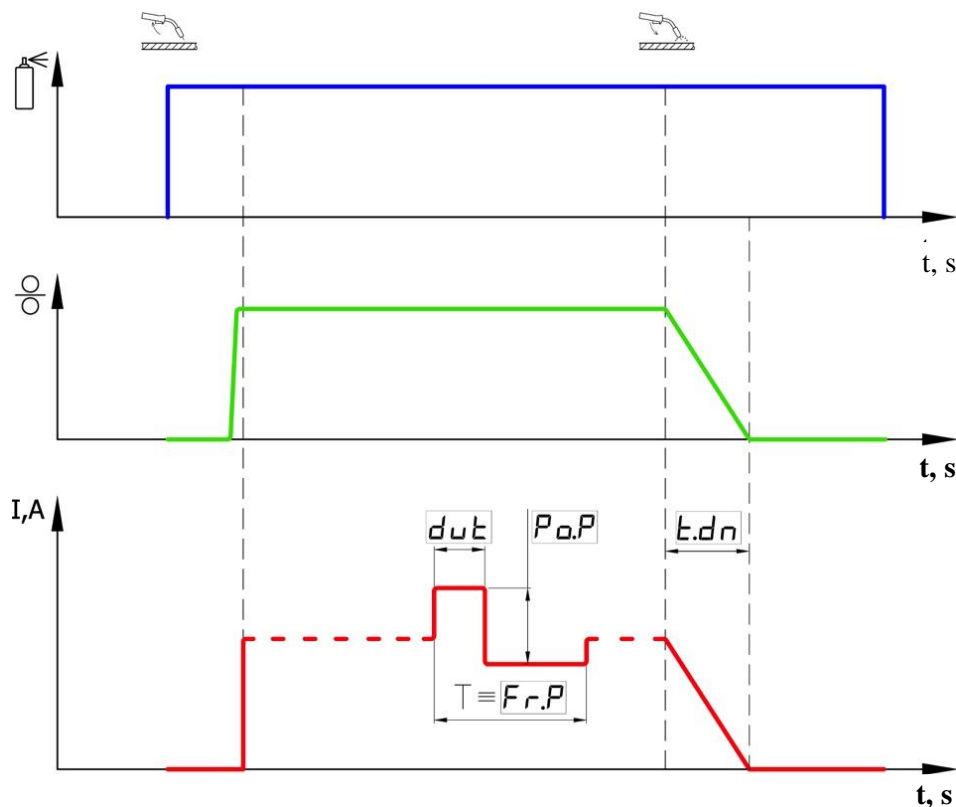 t, s
t, s
I,A
dut
Po.P
t.dn
T ≡ Fr.P
t, s